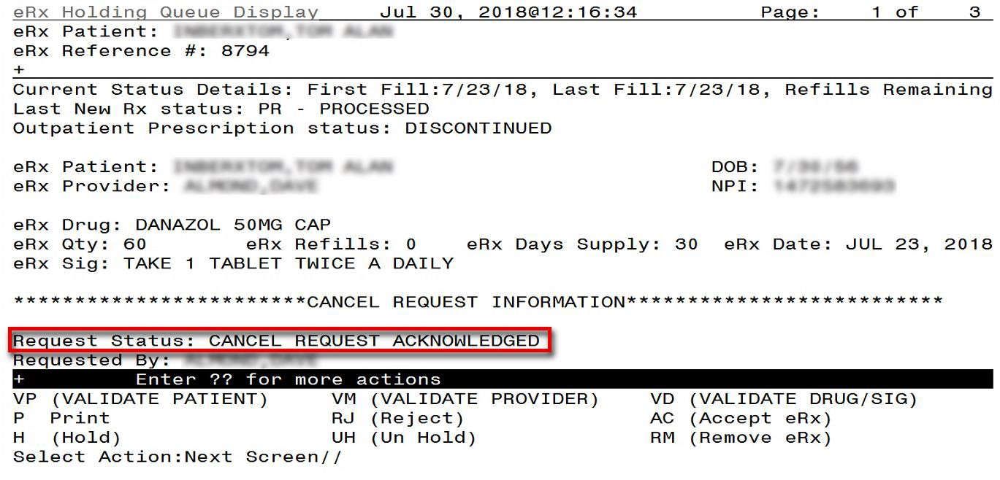 eRx Holding Queue Display Jul 30, 2018@12:16:34 Page: 1 of 3
eRx Patient:
eRx Reference #: 8794
+
Current Status Details: First Fill:7/23/18, Last Fill:7/23/18, Refills Remaining
Last New Rx status: PR - PROCESSED
Outpatient Prescription status: DISCONTINUED
eRx Patient: DOB:
eRx Provider: NPI:
eRx Drug: DANAZOL 50MG CAP
eRx Qty: 60 eRx Refills: 0 eRx Days Supply: 30 eRx Date: JUL 23, 2018
eRx Sig: TAKE 1 TABLET TWICE A DAILY
************************CANCEL REQUEST INFORMATION**************************
Request Status: CANCEL REQUEST ACKNOWLEDGED
Requested By:
+ Enter ?? for more actions
VP (VALIDATE PATIENT) VM (VALIDATE PROVIDER) VD (VALIDATE DRUG/SIG)
P Print RJ (Reject) AC (Accept eRx)
H (Hold) UH (Un Hold) RM (Remove eRx)
Select Action:Next Screen//